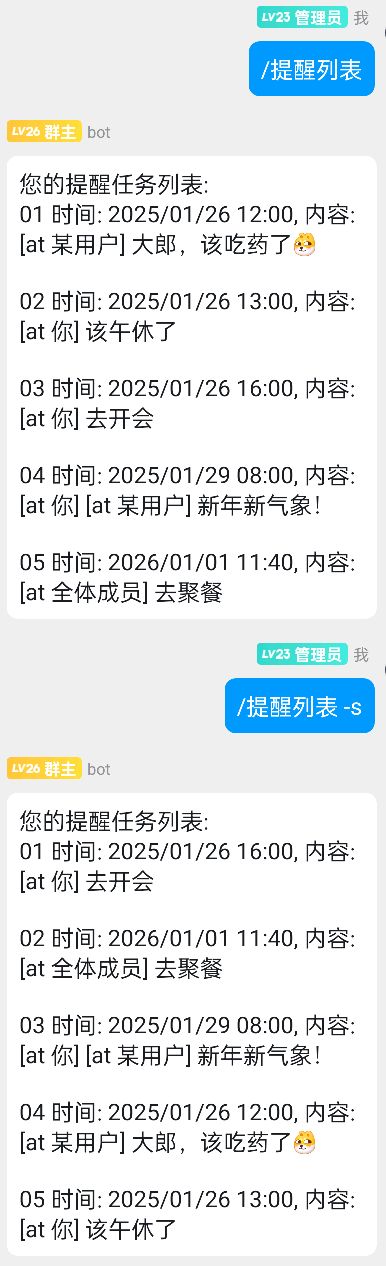 LV23 管理员 我
/提醒列表
LV26 群主 bot
您的提醒任务列表:
01 时间: 2025/01/26 12:00, 内容:
[at 某用户] 大郎，该吃药了
02 时间: 2025/01/26 13:00, 内容:
[at 你] 该午休了
03 时间: 2025/01/26 16:00, 内容:
[at 你] 去开会
04 时间: 2025/01/29 08:00, 内容:
[at 你] [at 某用户] 新年新气象！
05 时间: 2026/01/01 11:40, 内容:
[at 全体成员] 去聚餐
LV23 管理员 我
/提醒列表 -s
LV26 群主 bot
您的提醒任务列表:
01 时间: 2025/01/26 16:00, 内容:
[at 你] 去开会
02 时间: 2026/01/01 11:40, 内容:
[at 全体成员] 去聚餐
03 时间: 2025/01/29 08:00, 内容:
[at 你] [at 某用户] 新年新气象！
04 时间: 2025/01/26 12:00, 内容:
[at 某用户] 大郎，该吃药了
05 时间: 2025/01/26 13:00, 内容:
[at 你] 该午休了